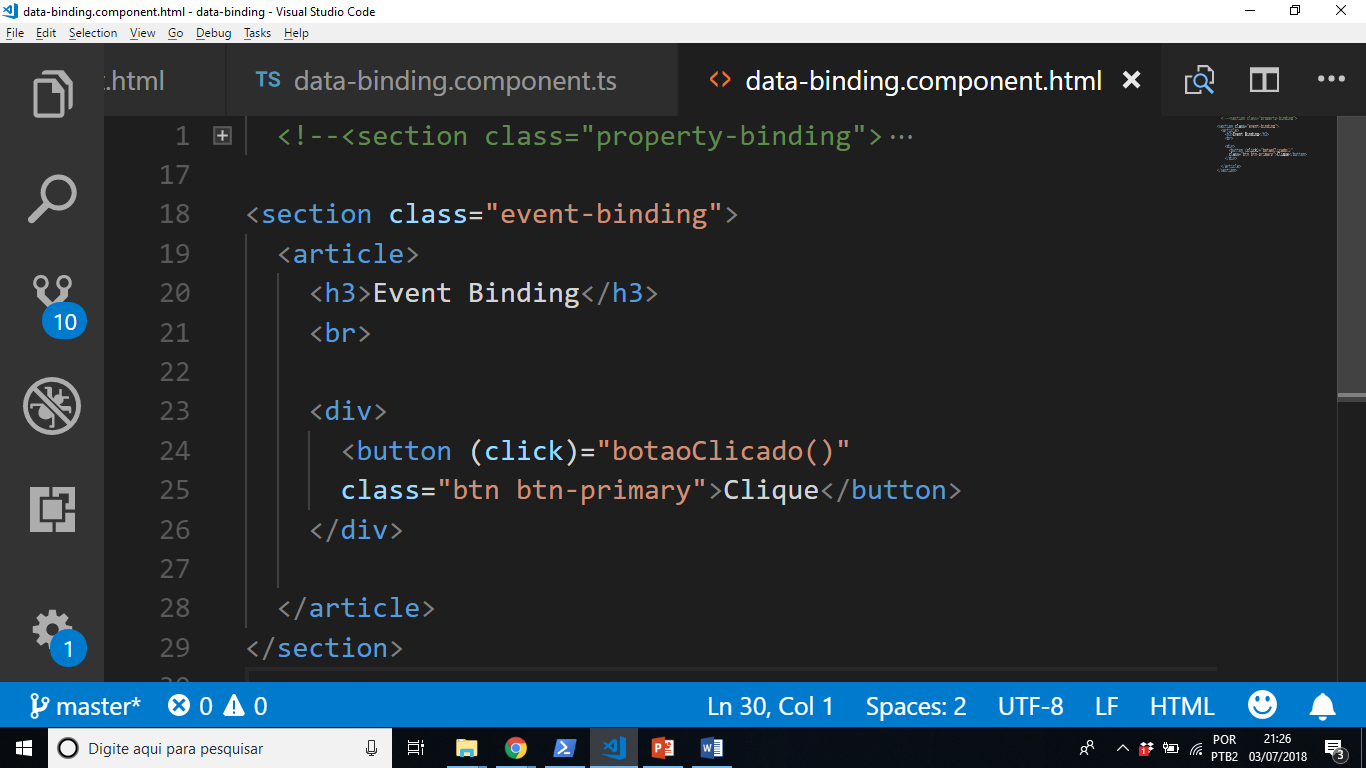 data-binding.component.html - data-binding - Visual Studio Code
File Edit Selection View Go Debug Tasks Help
.html TS data-binding.component.ts <> data-binding.component.html
1 <!--<section class="property-binding">···
17
18 <section class="event-binding">
19 <article>
20 <h3>Event Binding</h3>
21 <br>
22
23 <div>
24 <button (click)="botaoClicado()"
25 class="btn btn-primary">Clique</button>
26 </div>
27
28 </article>
29 </section>
10
1
master* 0 0 Ln 30, Col 1 Spaces: 2 UTF-8 LF HTML
Digite aqui para pesquisar
POR
PTB2
21:26
03/07/2018
3